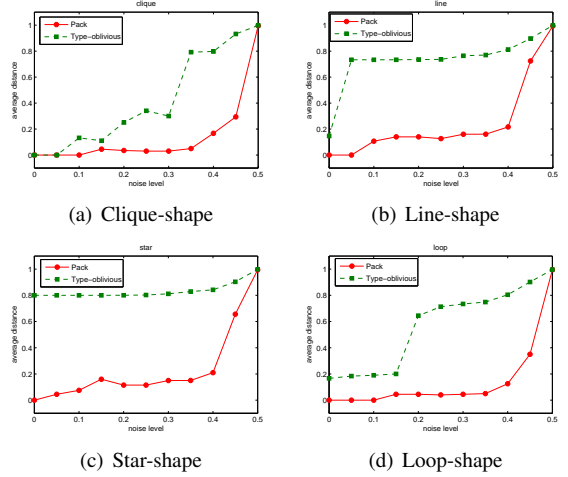 clique
Pack
Type-oblivious
1
0.8
0.6
0.4
0.2
0
average distance
0 0.1 0.2 0.3 0.4 0.5
noise level
(a) Clique-shape
line
Pack
Type-oblivious
1
0.8
0.6
0.4
0.2
0
average distance
0 0.1 0.2 0.3 0.4 0.5
noise level
(b) Line-shape
star
Pack
Type-oblivious
1
0.8
0.6
0.4
0.2
0
average distance
0 0.1 0.2 0.3 0.4 0.5
noise level
(c) Star-shape
loop
Pack
Type-oblivious
1
0.8
0.6
0.4
0.2
0
average distance
0 0.1 0.2 0.3 0.4 0.5
noise level
(d) Loop-shape